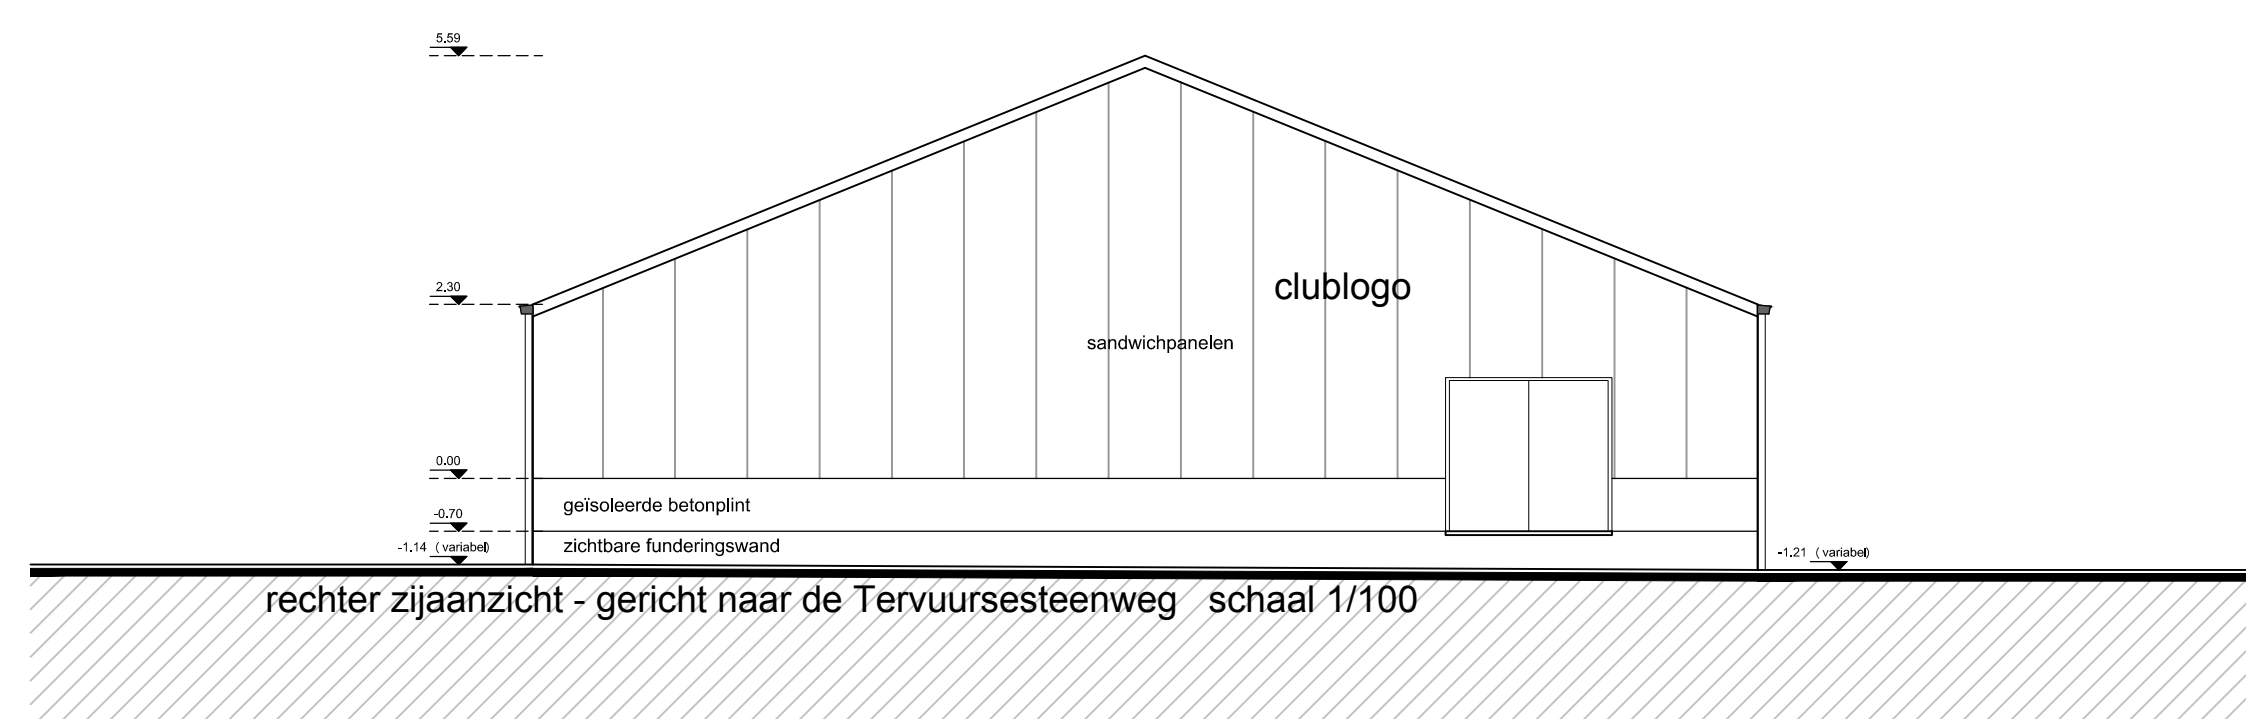 5.59
2.30
clublogo
sandwichpanelen
0.00
geïsoleerde betonplint
-0.70
zichtbare funderingswand
-1.14 (variabel)
-1.21 (variabel)
rechter zijaanzicht - gericht naar de Tervuursesteenweg schaal 1/100